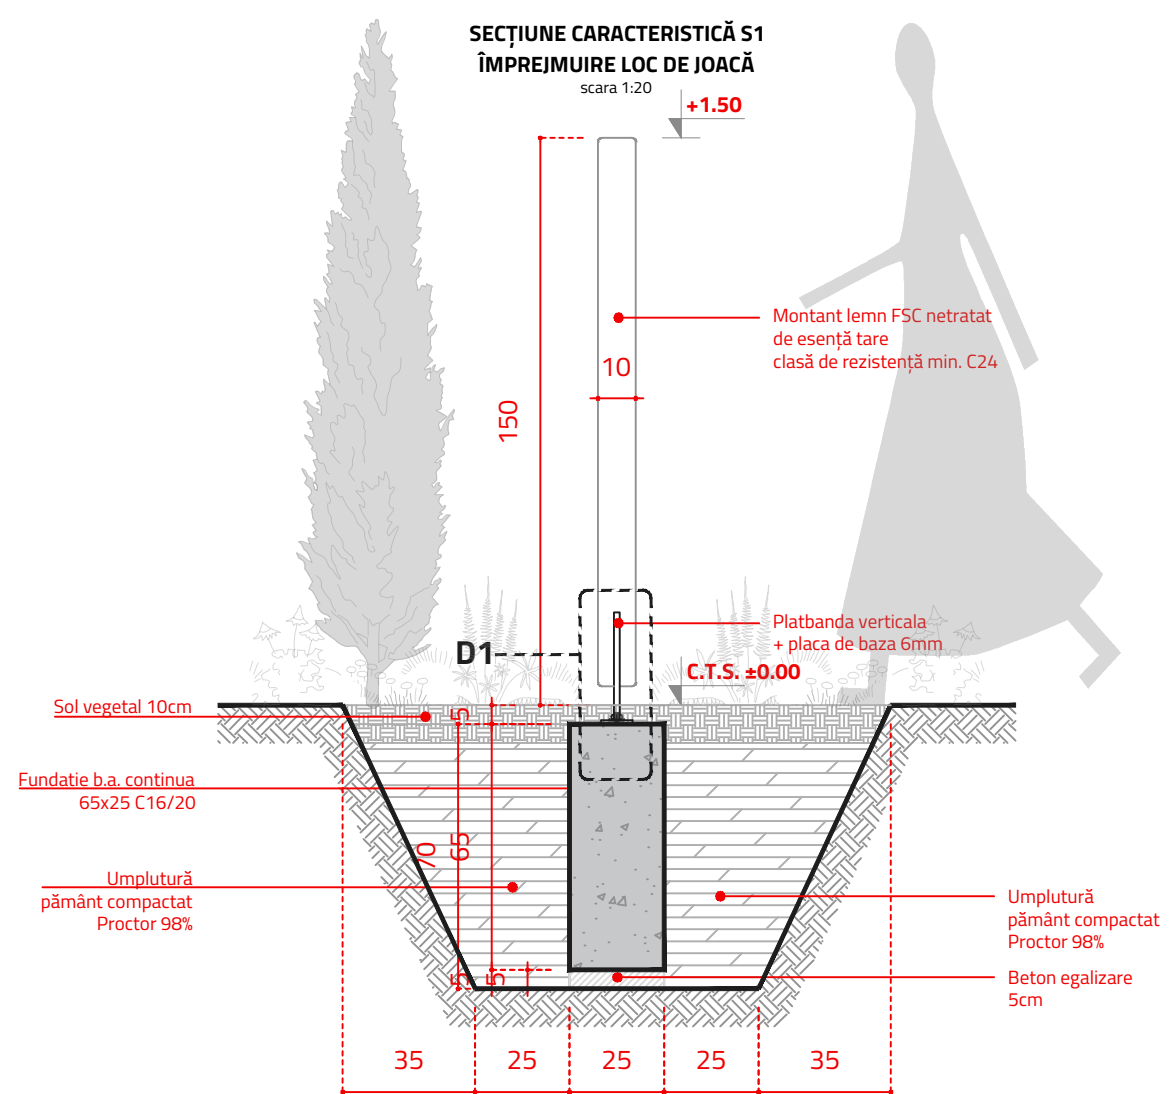 SECȚIUNE CARACTERISTICĂ S1
ÎMPREJMUIRE LOC DE JOACĂ
scara 1:20
+1.50
Montant lemn FSC netratat
de esență tare
clasă de rezistență min. C24
10
150
Platbanda verticala
+ placa de baza 6mm
D1
C.T.S. ±0.00
Sol vegetal 10cm
5
Fundatie b.a. continua
65x25 C16/20
70
65
Umplutură
pământ compactat
Proctor 98%
Umplutură
pământ compactat
Proctor 98%
5
5
Beton egalizare
5cm
35
25
25
25
35